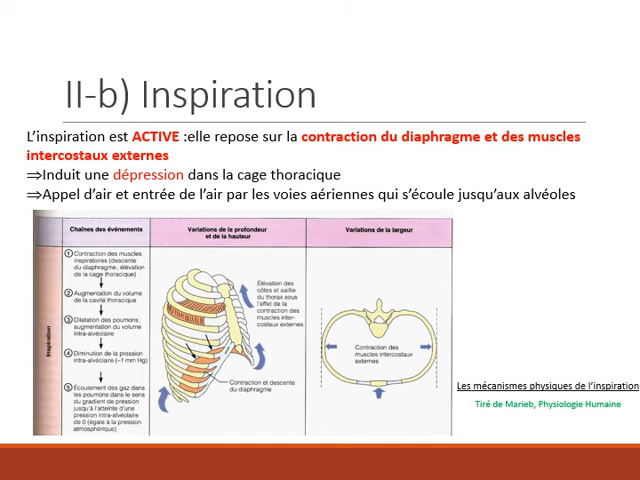 II-b) Inspiration
L'inspiration est ACTIVE :elle repose sur la contraction du diaphragme et des muscles
intercostaux externes
⇒Induit une dépression dans la cage thoracique
⇒Appel d'air et entrée de l'air par les voies aériennes qui s'écoule jusqu'aux alvéoles
Chaînes des événements
Variations de la profondeur
et de la hauteur
Variations de la largeur
Inspiration
① Contraction des muscles
inspiratoires (descente
du diaphragme; élévation
de la cage thoracique)
② Augmentation du volume
de la cavité thoracique
③ Dilatation des poumons;
augmentation du volume
intra-alvéolaire
④ Diminution de la pression
intra-alvéolaire (−1 mm Hg)
⑤ Écoulement des gaz dans
les poumons dans le sens
du gradient de pression
jusqu'à l'atteinte d'une
pression intra-alvéolaire
de 0 (égale à la pression
atmosphérique)
Élévation des
côtes et saillie
du thorax sous
l'effet de la
contraction des
muscles inter-
costaux externes
Contraction et descente
du diaphragme
Contraction des
muscles intercostaux
externes
Les mécanismes physiques de l'inspiration
Tiré de Marieb, Physiologie Humaine